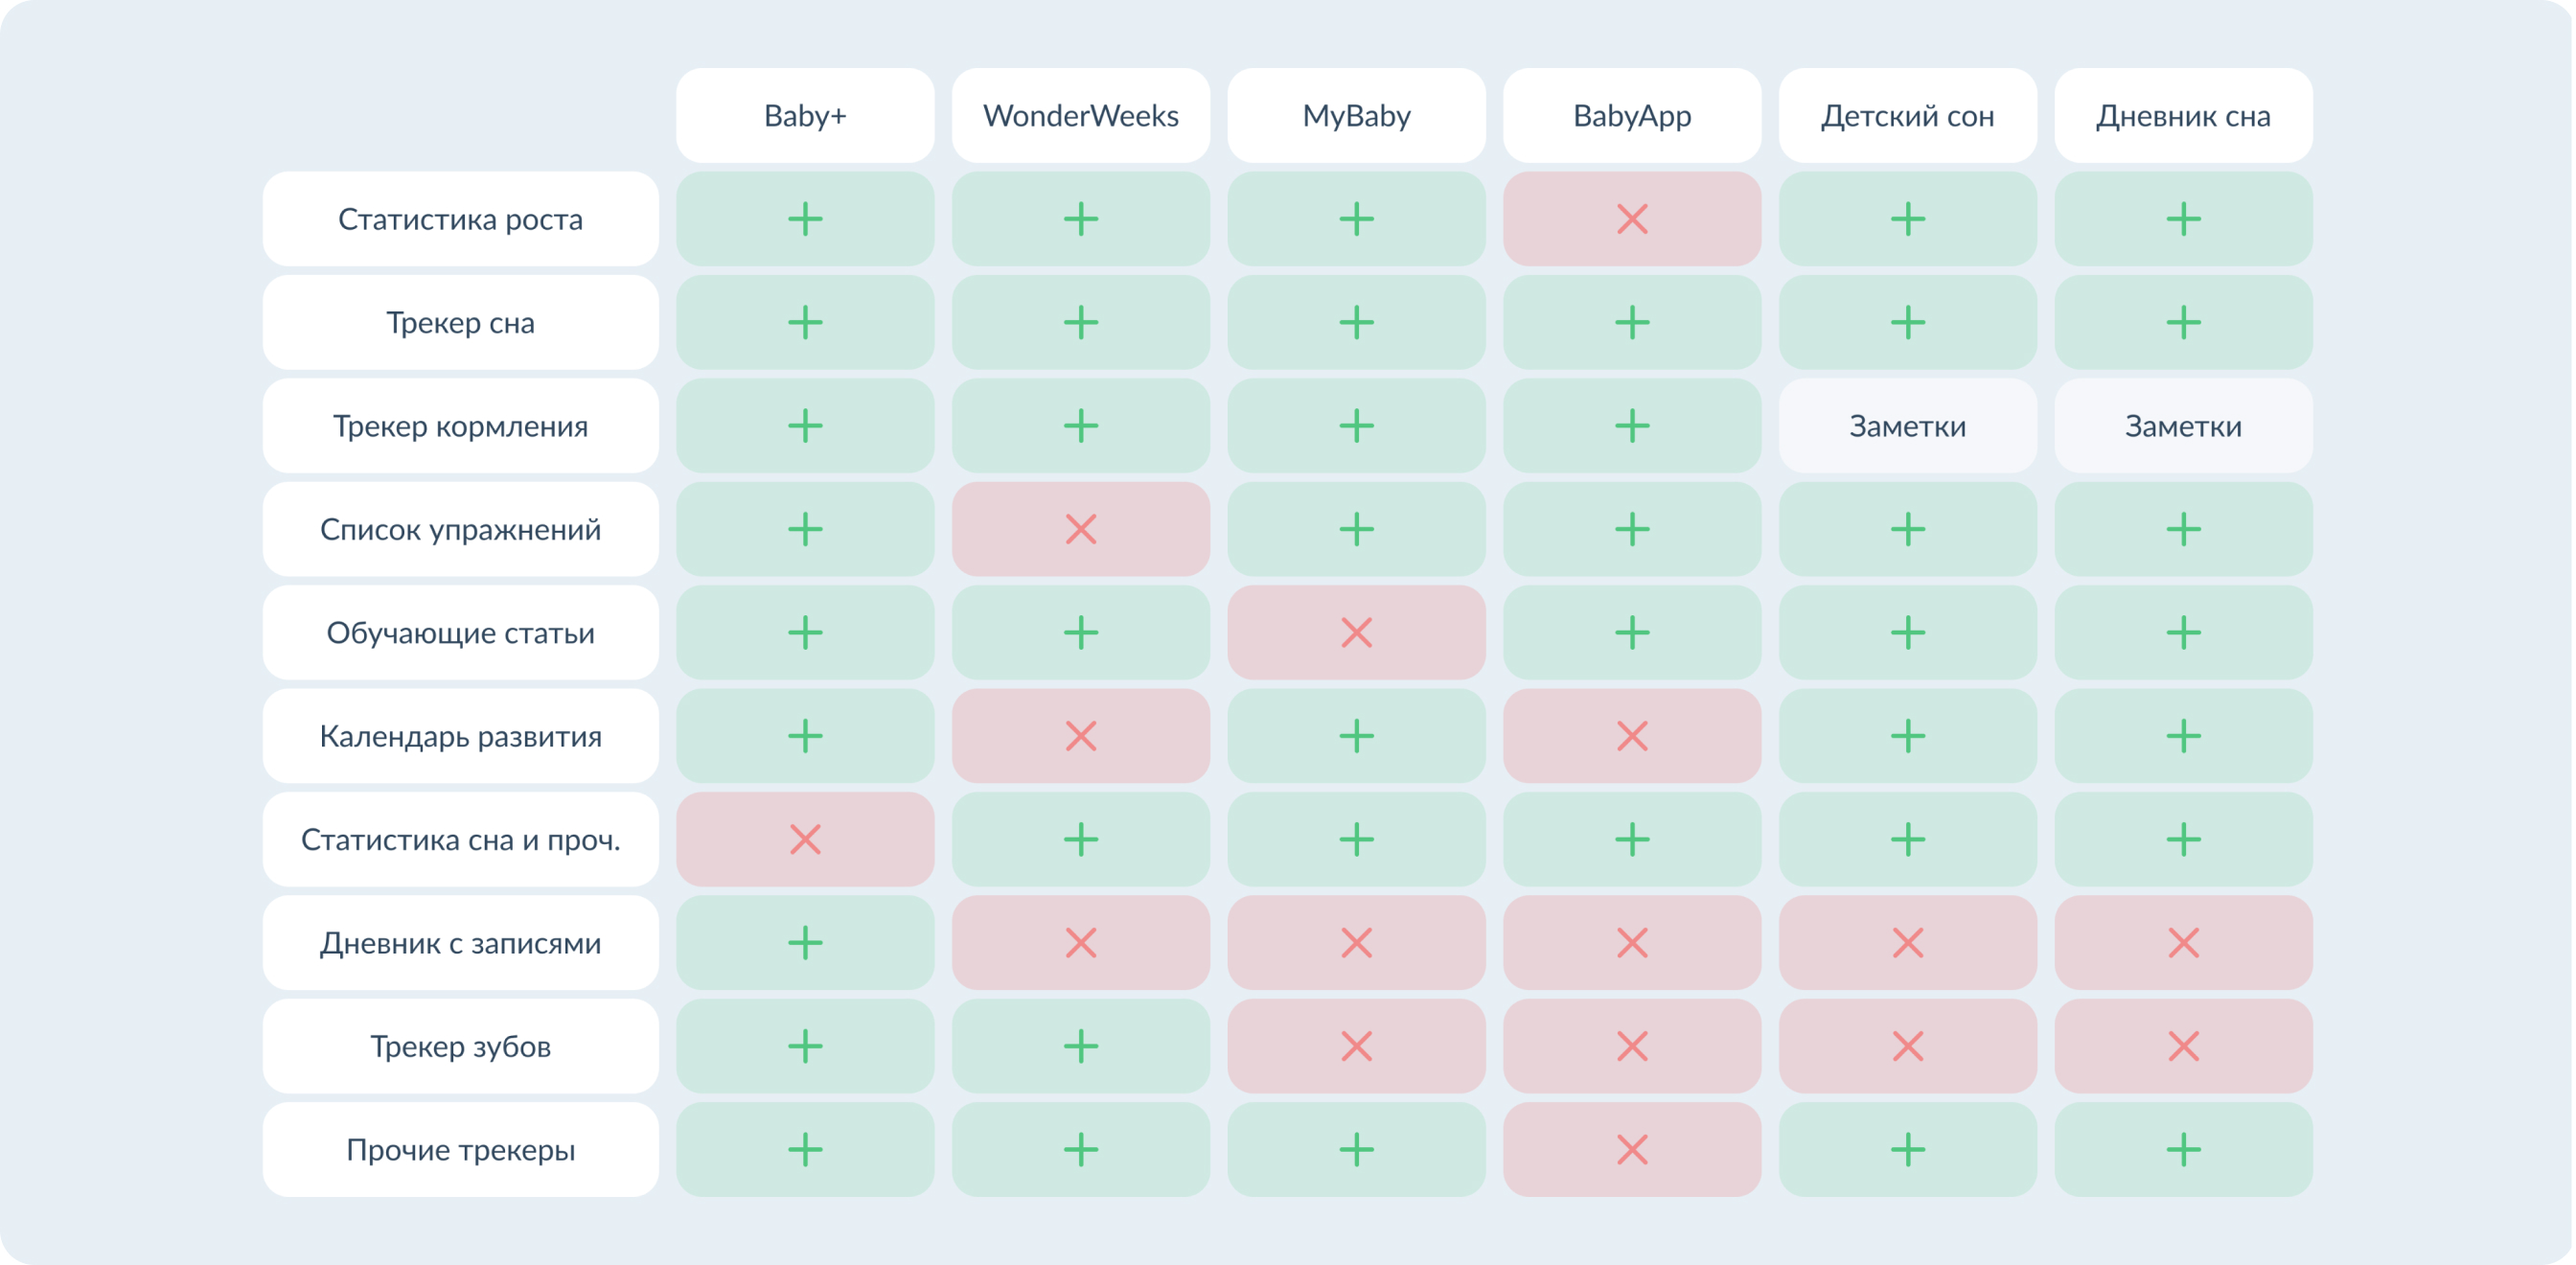 Baby+ WonderWeeks MyBaby BabyApp Детский сон Дневник сна
Статистика роста + + + × + +
Трекер сна + + + + + +
Трекер кормления + + + + Заметки Заметки
Список упражнений + × + + + +
Обучающие статьи + + × + + +
Календарь развития + × + × + +
Статистика сна и проч. × + + + + +
Дневник с записями + × × × × ×
Трекер зубов + + × × × ×
Прочие трекеры + + + × + +